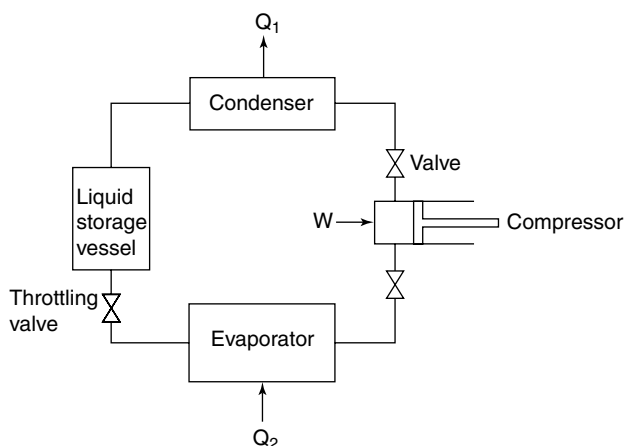 Q₁
Condenser
Valve
Liquid
storage
vessel
W
Compressor
Throttling
valve
Evaporator
Q₂